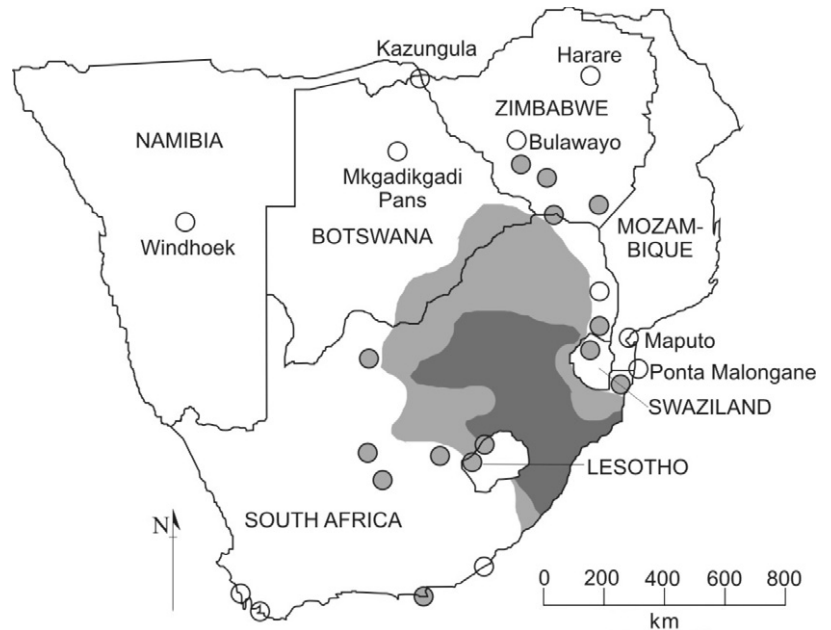 Kazungula
Harare
ZIMBABWE
NAMIBIA
Bulawayo
Mkgadikgadi
Pans
MOZAM-
BIQUE
BOTSWANA
Windhoek
Maputo
Ponta Malongane
SWAZILAND
LESOTHO
SOUTH AFRICA
N
0 200 400 600 800
km